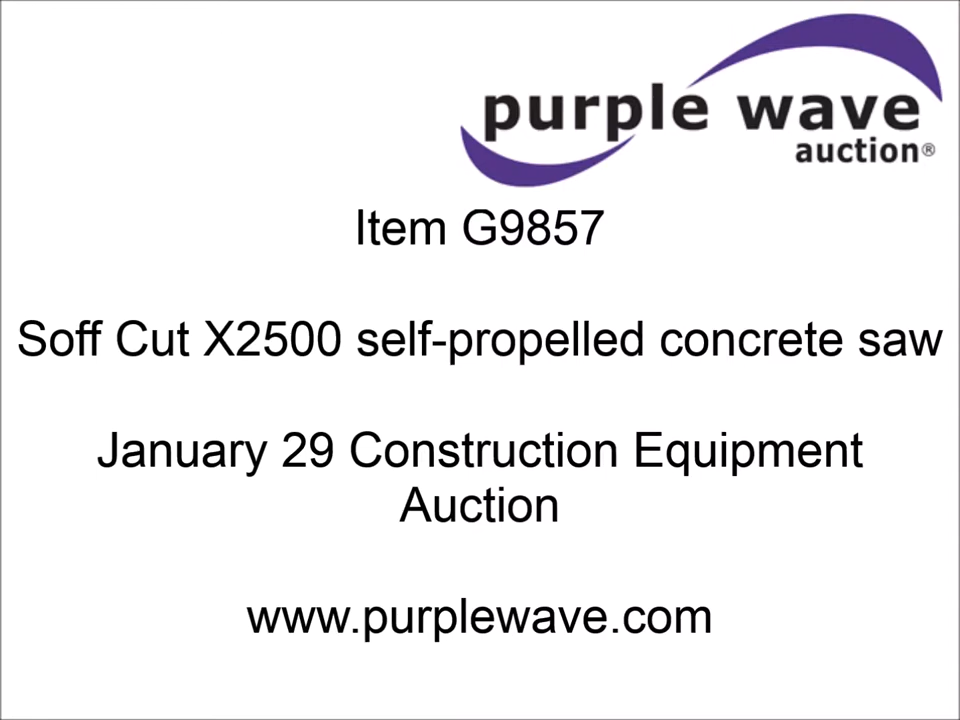 purple wave
auction®
Item G9857
Soff Cut X2500 self-propelled concrete saw
January 29 Construction Equipment
Auction
www.purplewave.com